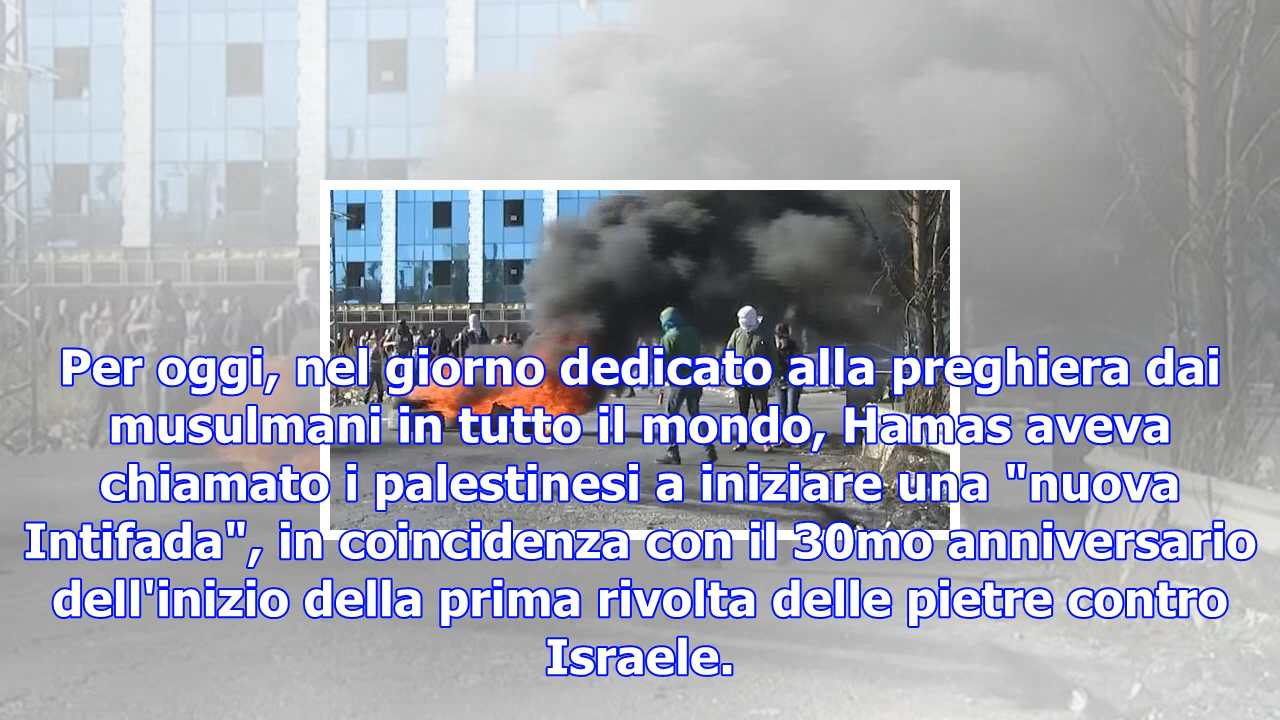 Per oggi, nel giorno dedicato alla preghiera dai
musulmani in tutto il mondo, Hamas aveva
chiamato i palestinesi a iniziare una "nuova
Intifada", in coincidenza con il 30mo anniversario
dell'inizio della prima rivolta delle pietre contro
Israele.